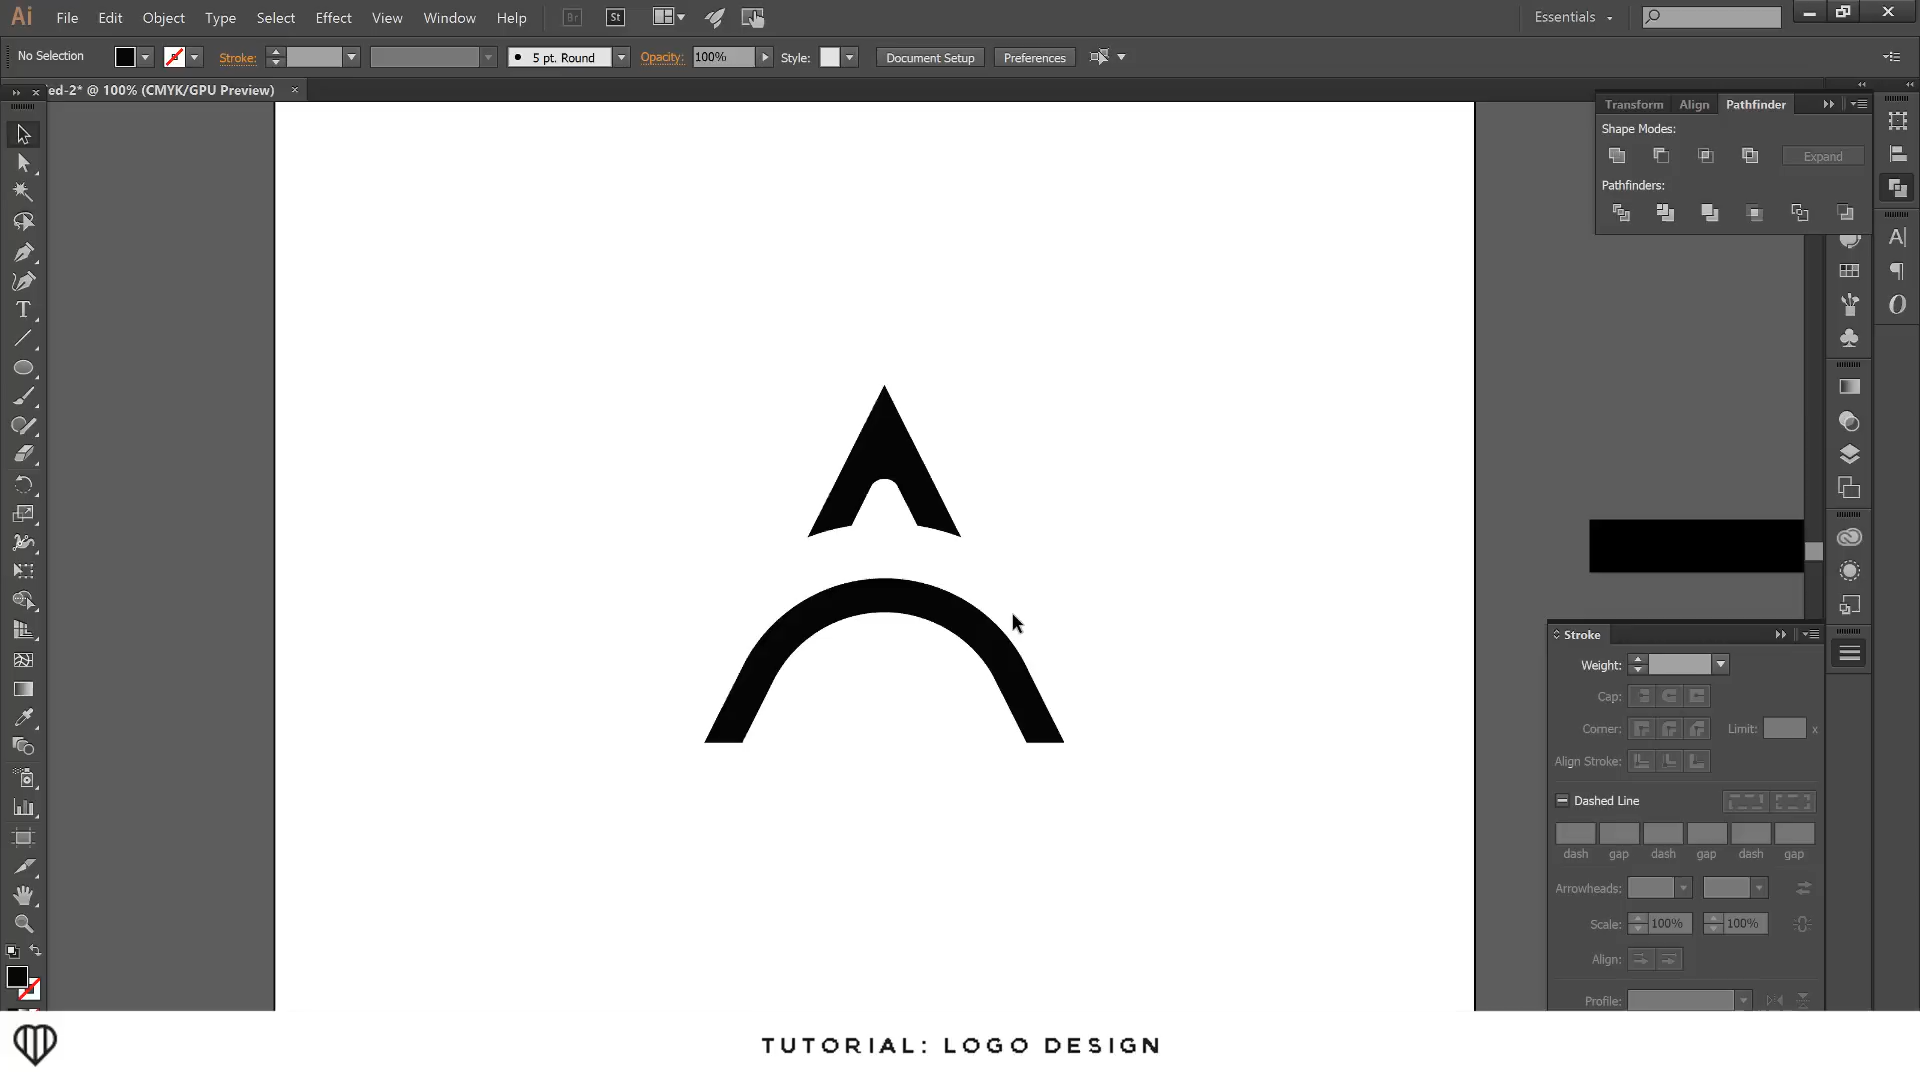 Ai File Edit Object Type Select Effect View Window Help Br St Essentials
No Selection Stroke: 5 pt. Round Opacity: 100% Style: Document Setup Preferences
ed-2* @ 100% (CMYK/GPU Preview) ×
Transform Align Pathfinder
Shape Modes:
Expand
Pathfinders:
Stroke
Weight:
Cap:
Corner: Limit: x
Align Stroke:
Dashed Line
dash gap dash gap dash gap
Arrowheads:
Scale: 100% 100%
Align:
Profile:
TUTORIAL: LOGO DESIGN